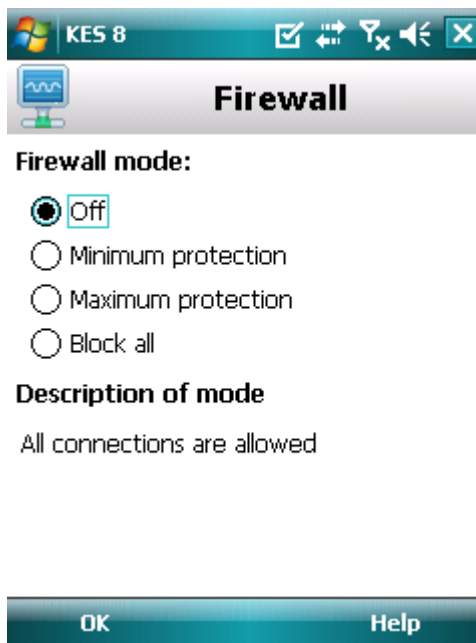 KES 8
Firewall
Firewall mode:
Off
Minimum protection
Maximum protection
Block all
Description of mode
All connections are allowed
OK Help